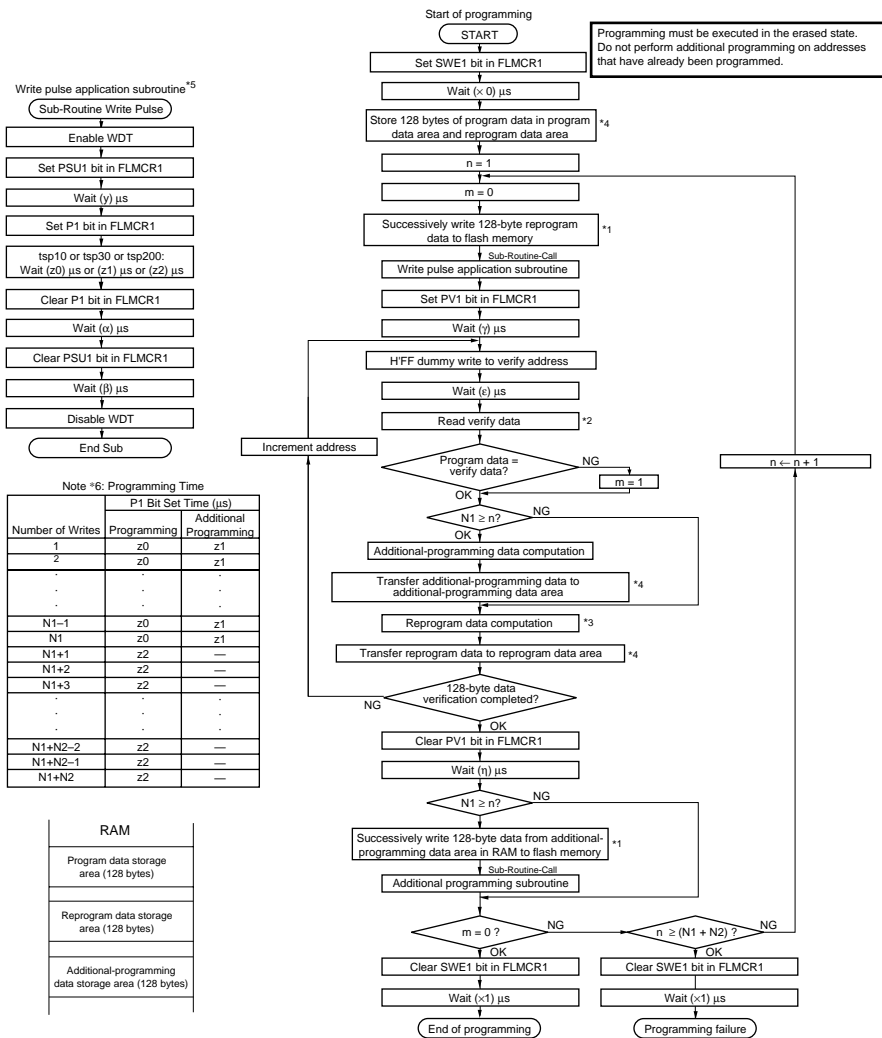 Start of programming
START
Programming must be executed in the erased state.
Do not perform additional programming on addresses
that have already been programmed.
Set SWE1 bit in FLMCR1
Wait (× 0) µs
Store 128 bytes of program data in program
data area and reprogram data area
*4
n = 1
m = 0
Successively write 128-byte reprogram
data to flash memory
*1
Sub-Routine-Call
Write pulse application subroutine
Set PV1 bit in FLMCR1
Wait (γ) µs
H'FF dummy write to verify address
Wait (ε) µs
Read verify data
*2
Increment address
Program data =
verify data?
NG
m = 1
OK
n ← n + 1
N1 ≥ n?
NG
OK
Additional-programming data computation
Transfer additional-programming data to
additional-programming data area
*4
Reprogram data computation
*3
Transfer reprogram data to reprogram data area
*4
128-byte data
verification completed?
NG
OK
Clear PV1 bit in FLMCR1
Wait (η) µs
N1 ≥ n?
NG
OK
Successively write 128-byte data from additional-
programming data area in RAM to flash memory
*1
Sub-Routine-Call
Additional programming subroutine
m = 0 ?
NG
n ≥ (N1 + N2) ?
NG
OK
OK
Clear SWE1 bit in FLMCR1
Clear SWE1 bit in FLMCR1
Wait (×1) µs
Wait (×1) µs
End of programming
Programming failure
Write pulse application subroutine*5
Sub-Routine Write Pulse
Enable WDT
Set PSU1 bit in FLMCR1
Wait (y) µs
Set P1 bit in FLMCR1
tsp10 or tsp30 or tsp200:
Wait (z0) µs or (z1) µs or (z2) µs
Clear P1 bit in FLMCR1
Wait (α) µs
Clear PSU1 bit in FLMCR1
Wait (β) µs
Disable WDT
End Sub
Note *6: Programming Time
P1 Bit Set Time (µs)
Number of Writes Programming Additional Programming
1 z0 z1
2 z0 z1
. . .
. . .
. . .
N1–1 z0 z1
N1 z0 z1
N1+1 z2 —
N1+2 z2 —
N1+3 z2 —
. . .
. . .
. . .
N1+N2–2 z2 —
N1+N2–1 z2 —
N1+N2 z2 —
RAM
Program data storage
area (128 bytes)
Reprogram data storage
area (128 bytes)
Additional-programming
data storage area (128 bytes)